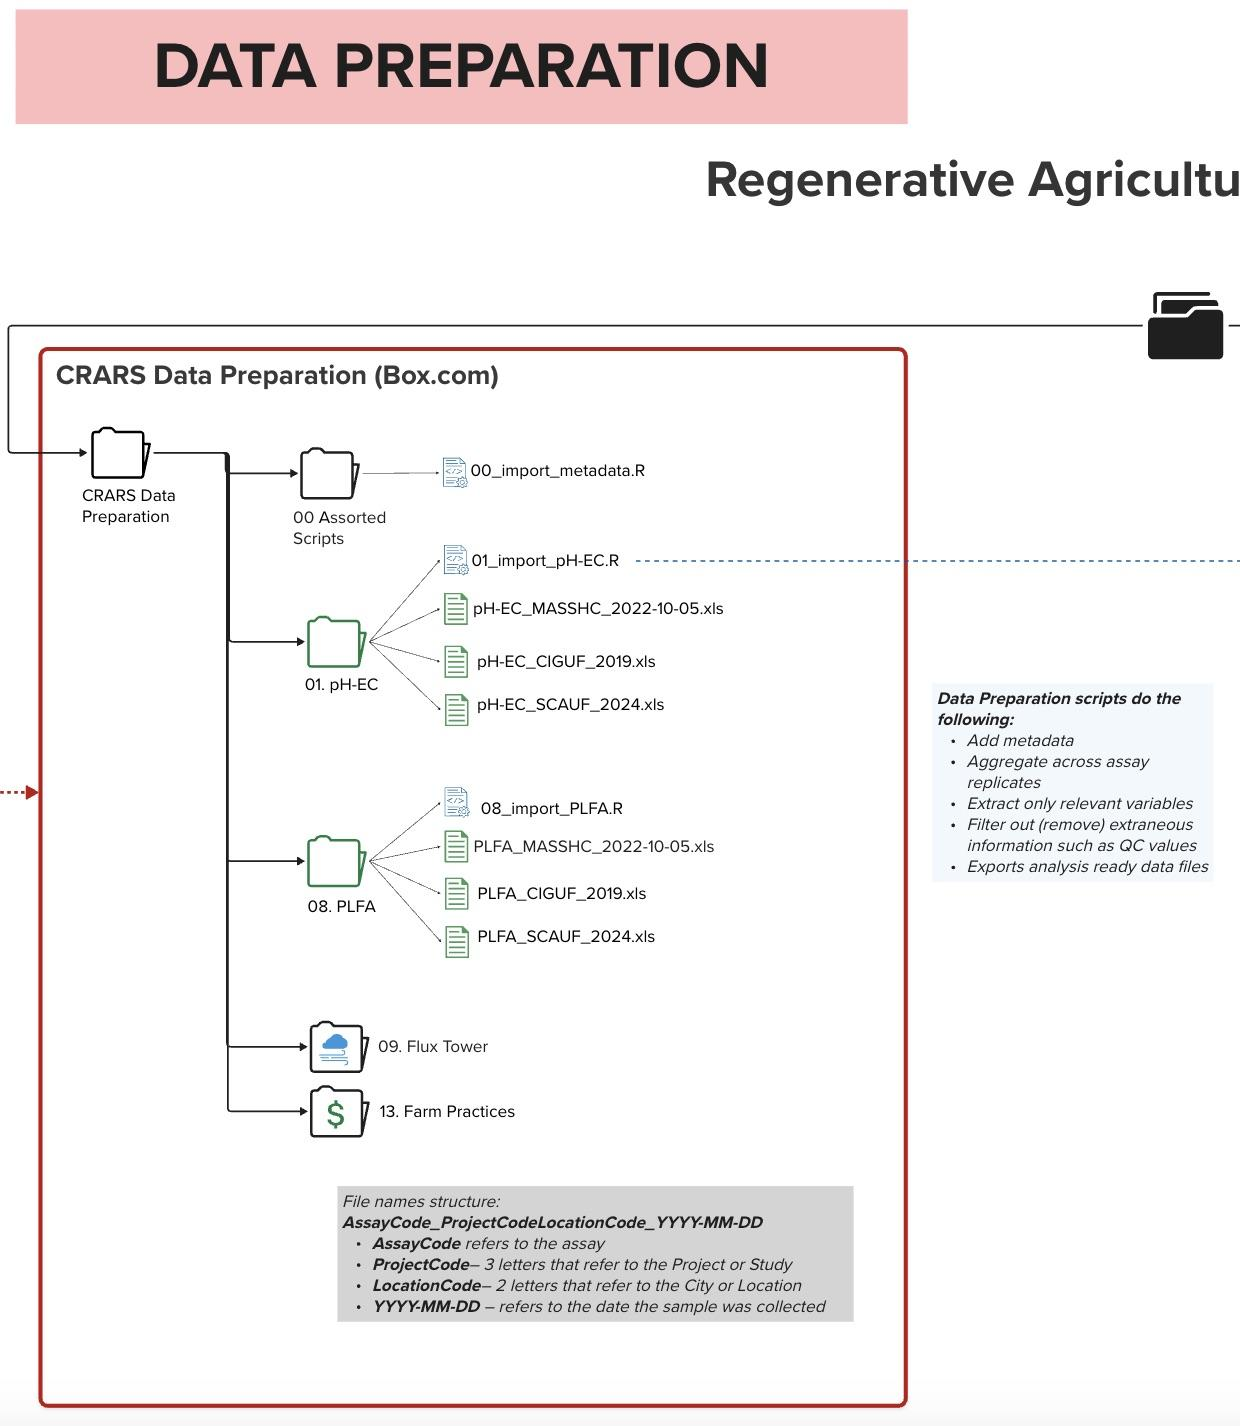 DATA PREPARATION
Regenerative Agricultu
CRARS Data Preparation (Box.com)
CRARS Data
Preparation
00 Assorted
Scripts
00_import_metadata.R
01_import_pH-EC.R
pH-EC_MASSHC_2022-10-05.xls
pH-EC_CIGUF_2019.xls
pH-EC_SCAUF_2024.xls
01. pH-EC
Data Preparation scripts do the
following:
• Add metadata
• Aggregate across assay
replicates
• Extract only relevant variables
• Filter out (remove) extraneous
information such as QC values
• Exports analysis ready data files
08_import_PLFA.R
PLFA_MASSHC_2022-10-05.xls
PLFA_CIGUF_2019.xls
PLFA_SCAUF_2024.xls
08. PLFA
09. Flux Tower
$
13. Farm Practices
File names structure:
AssayCode_ProjectCodeLocationCode_YYYY-MM-DD
• AssayCode refers to the assay
• ProjectCode– 3 letters that refer to the Project or Study
• LocationCode– 2 letters that refer to the City or Location
• YYYY-MM-DD – refers to the date the sample was collected